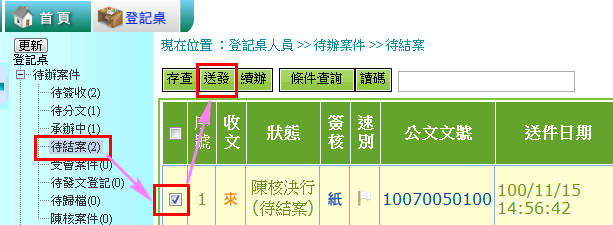 首頁 登記桌
更新
現在位置 ：登記桌人員 >> 待辦案件 >> 待結案
登記桌
待辦案件
待簽收(2)
待分文(1)
承辦中(1)
待結案(2)
受會案件(0)
待發文登記(0)
待歸檔(0)
陳核案件(0)
存查 送發 續辦 條件查詢 讀碼
序號 收文 狀態 簽核 速別 公文文號 送件日期
1 來 陳核決行(待結案) 紙 10070050100 100/11/15 14:56:42